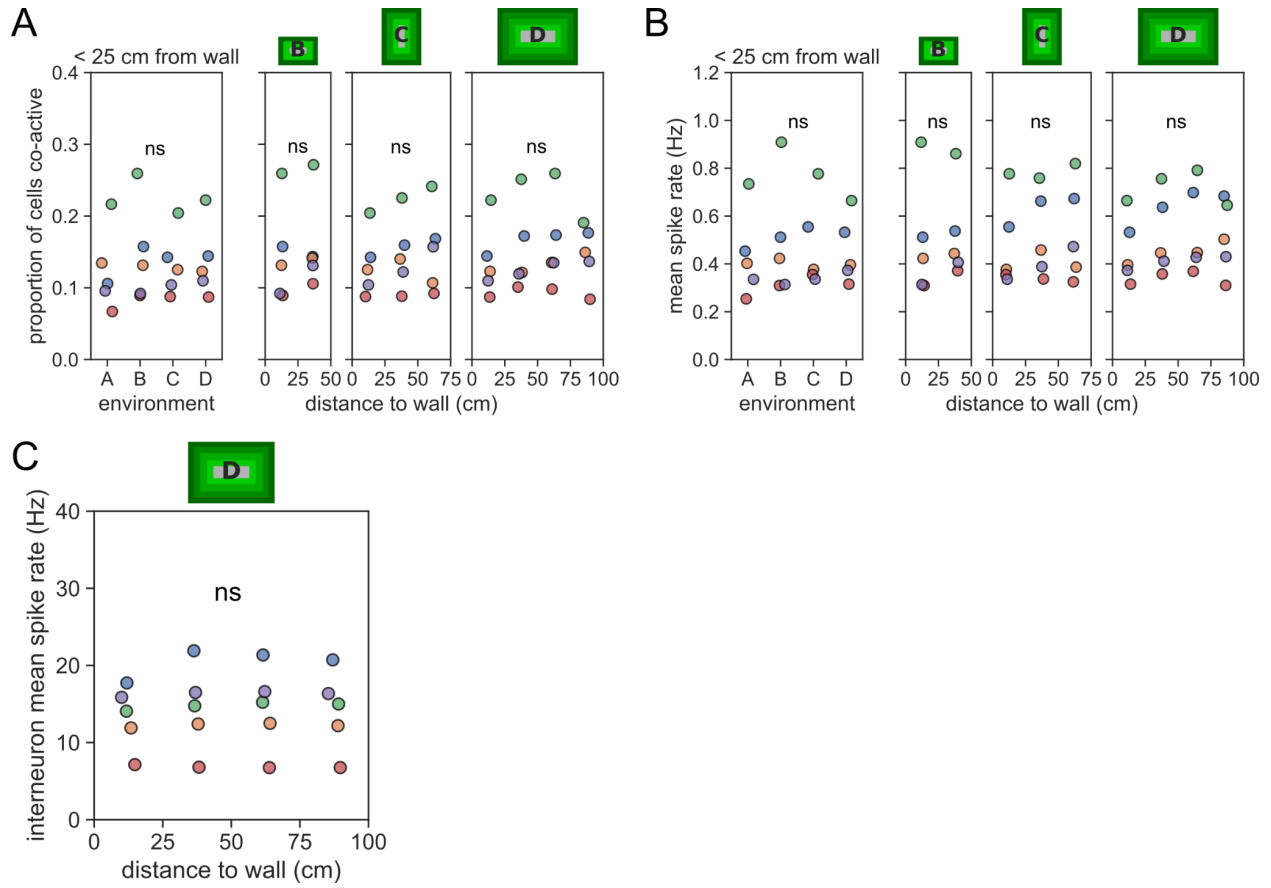 A
B
C
D
< 25 cm from wall
proportion of cells co-active
0.4
0.3
0.2
0.1
0.0
ns
ns
ns
ns
A B C D
environment
0 25 50
0 25 50 75
0 25 50 75 100
distance to wall (cm)
B
B
C
D
< 25 cm from wall
mean spike rate (Hz)
1.2
1.0
0.8
0.6
0.4
0.2
0.0
ns
ns
ns
ns
A B C D
environment
0 25 50
0 25 50 75
0 25 50 75 100
distance to wall (cm)
C
D
interneuron mean spike rate (Hz)
40
30
20
10
0
ns
0 25 50 75 100
distance to wall (cm)